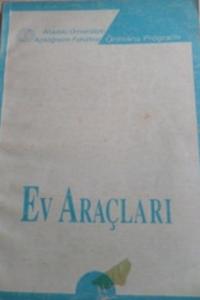 Anadolu Üniversitesi
Açıköğretim Fakültesi
Önlisans Programı
EV ARAÇLARI